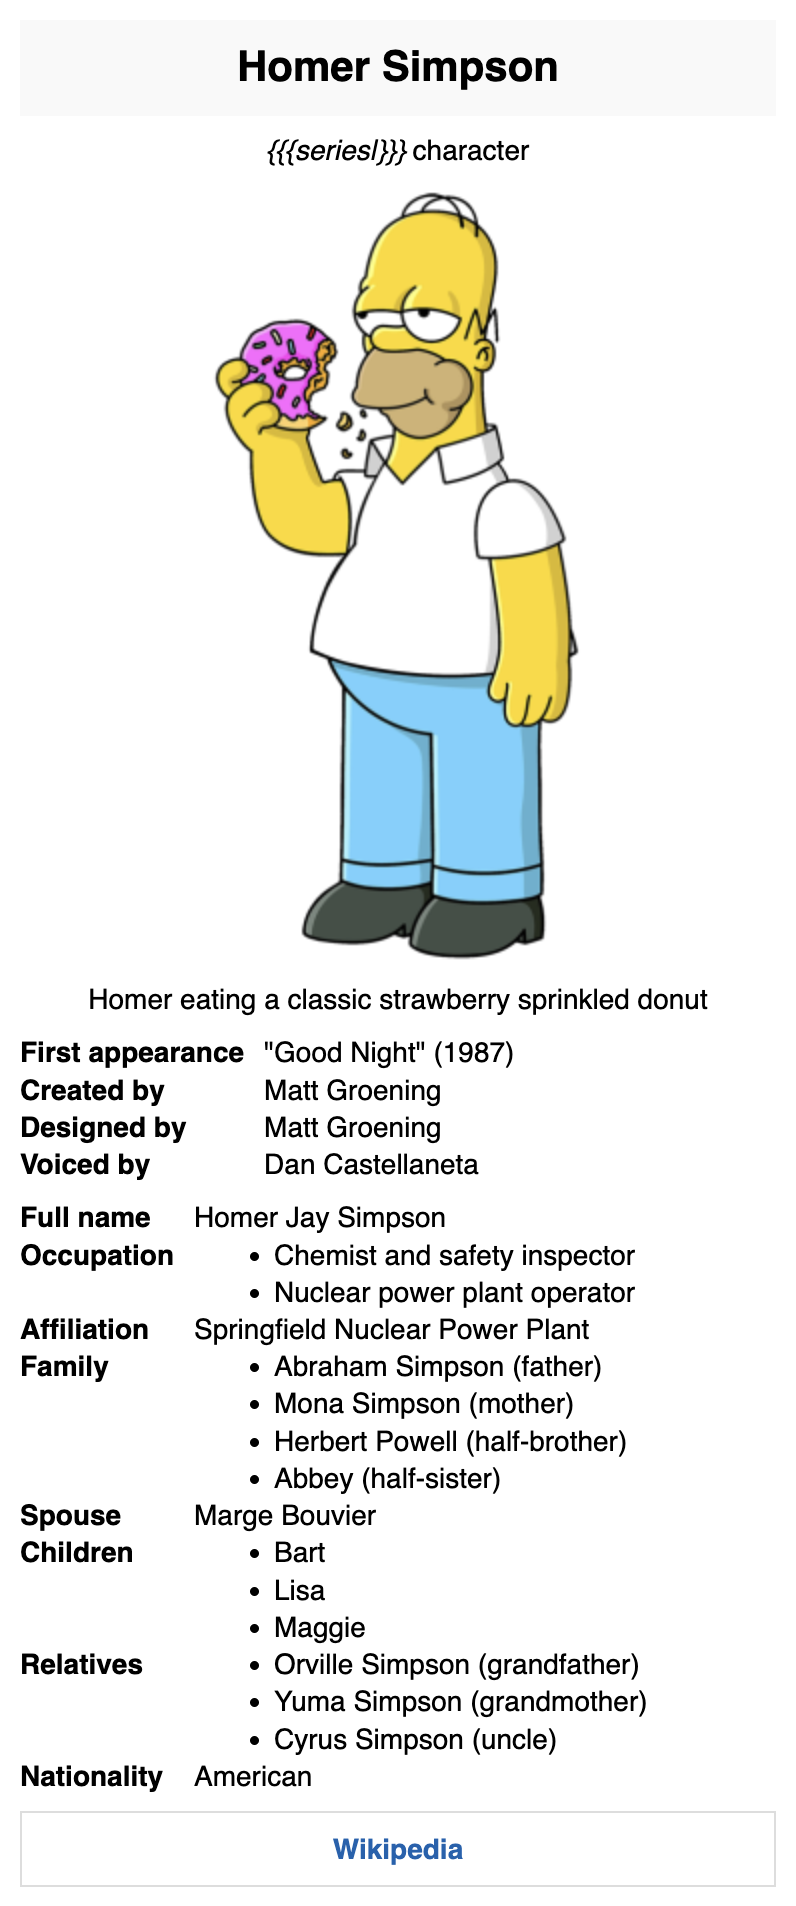 Homer Simpson
{{{series|}}} character
Homer eating a classic strawberry sprinkled donut
First appearance "Good Night" (1987)
Created by Matt Groening
Designed by Matt Groening
Voiced by Dan Castellaneta
Full name Homer Jay Simpson
Occupation • Chemist and safety inspector
• Nuclear power plant operator
Affiliation Springfield Nuclear Power Plant
Family • Abraham Simpson (father)
• Mona Simpson (mother)
• Herbert Powell (half-brother)
• Abbey (half-sister)
Spouse Marge Bouvier
Children • Bart
• Lisa
• Maggie
Relatives • Orville Simpson (grandfather)
• Yuma Simpson (grandmother)
• Cyrus Simpson (uncle)
Nationality American
Wikipedia